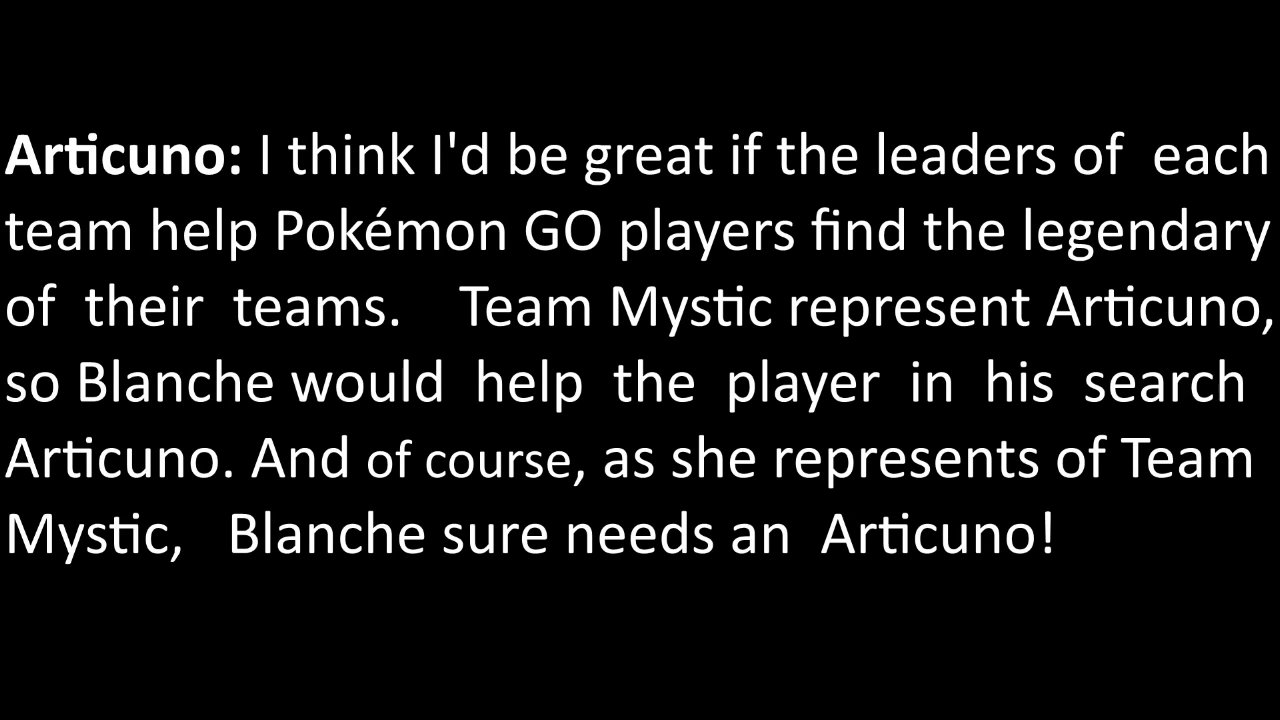 Articuno: I think I'd be great if the leaders of each
team help Pokémon GO players find the legendary
of their teams. Team Mystic represent Articuno,
so Blanche would help the player in his search
Articuno. And of course, as she represents of Team
Mystic, Blanche sure needs an Articuno!